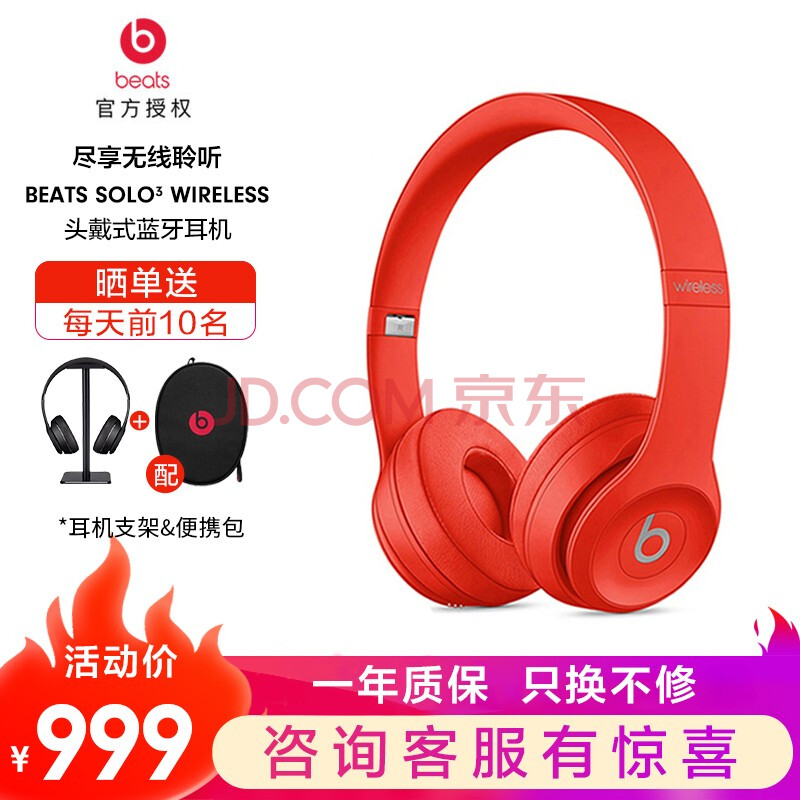 beats
官方授权
尽享无线聆听
BEATS SOLO³ WIRELESS
头戴式蓝牙耳机
晒单送
每天前10名
wireless
JD.COM 京东
+
配
*耳机支架&便携包
活动价
¥999
一年质保 只换不修
咨询客服有惊喜